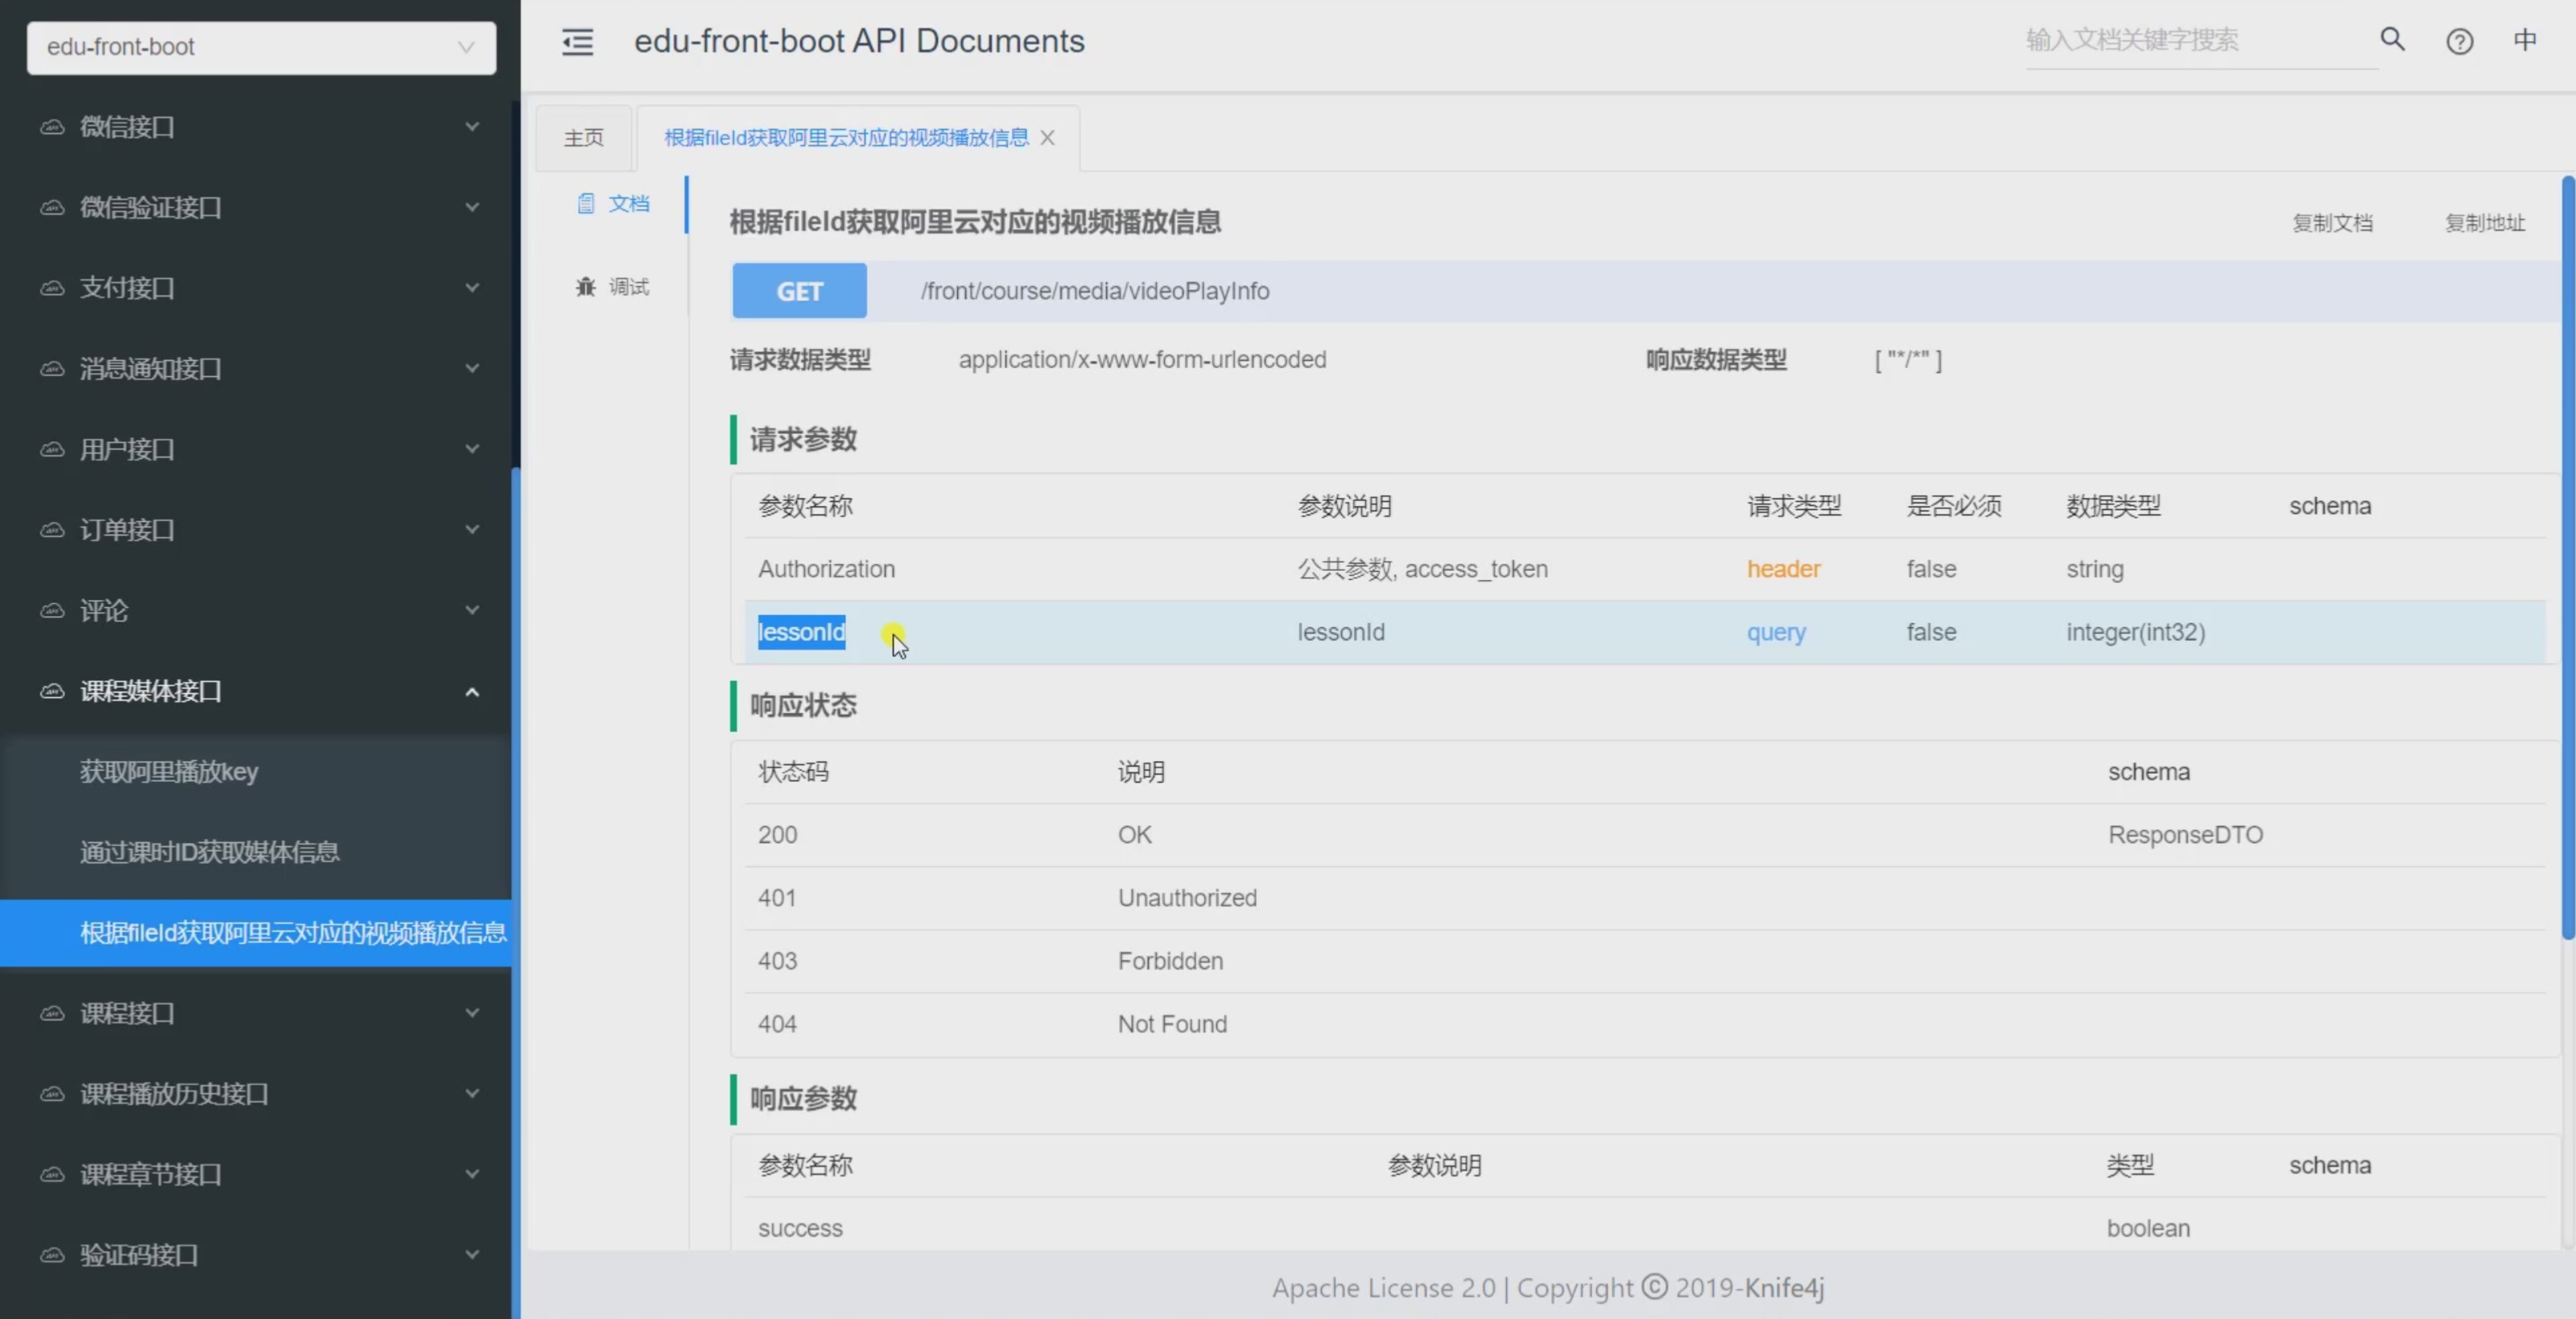 edu-front-boot
微信接口
微信验证接口
支付接口
消息通知接口
用户接口
订单接口
评论
课程媒体接口
获取阿里播放key
通过课时ID获取媒体信息
根据fileId获取阿里云对应的视频播放信息
课程接口
课程播放历史接口
课程章节接口
验证码接口
edu-front-boot API Documents
输入文档关键字搜索
中
主页
根据fileId获取阿里云对应的视频播放信息
文档
调试
根据fileId获取阿里云对应的视频播放信息
复制文档 复制地址
GET /front/course/media/videoPlayInfo
请求数据类型 application/x-www-form-urlencoded 响应数据类型 [ "*/*" ]
请求参数
参数名称 参数说明 请求类型 是否必须 数据类型 schema
Authorization 公共参数, access_token header false string
lessonId lessonId query false integer(int32)
响应状态
状态码 说明 schema
200 OK ResponseDTO
401 Unauthorized
403 Forbidden
404 Not Found
响应参数
参数名称 参数说明 类型 schema
success boolean
Apache License 2.0 | Copyright © 2019-Knife4j